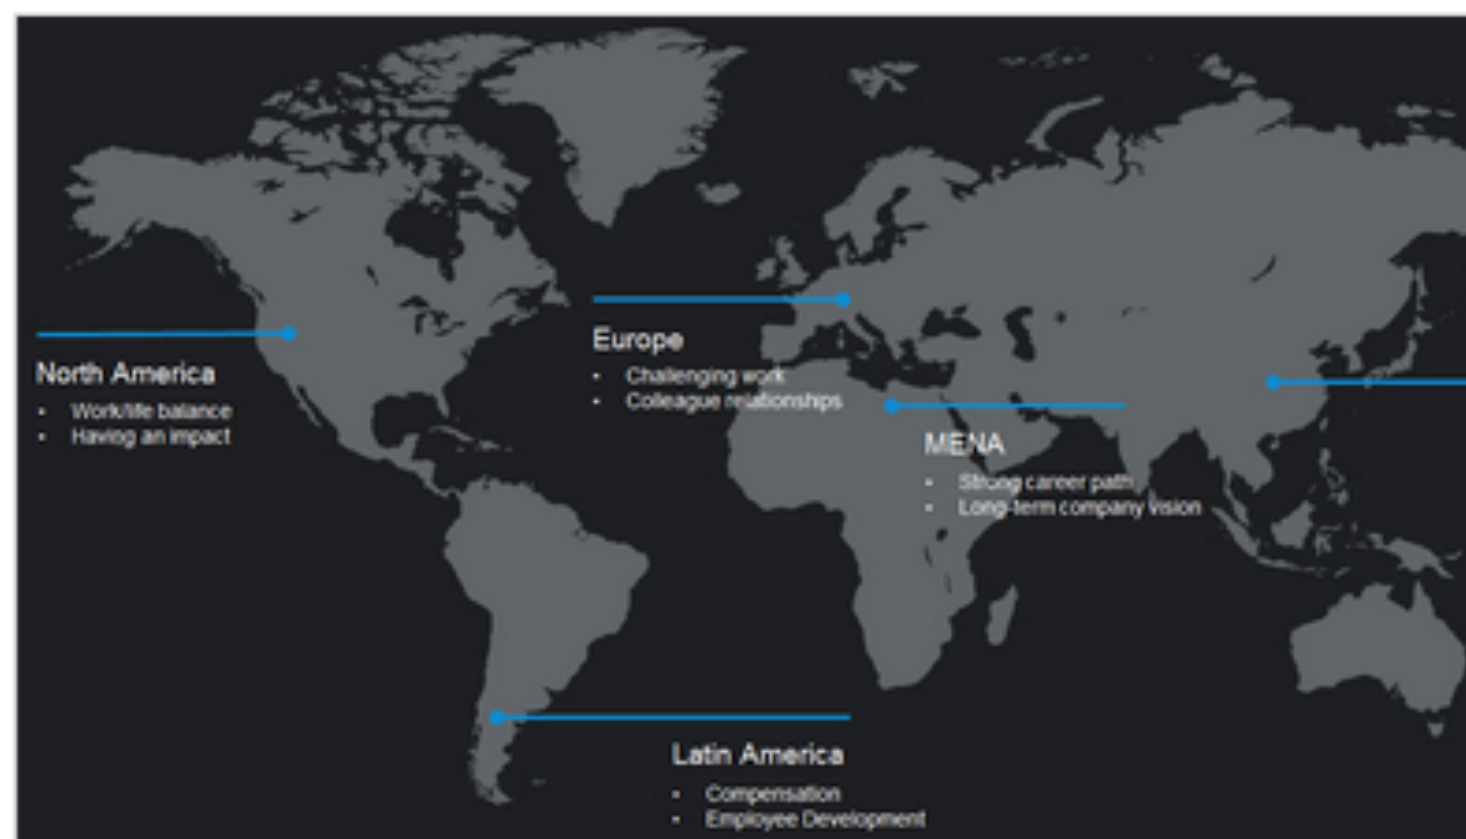 North America
• Work/life balance
• Having an impact
Europe
• Challenging work
• Colleague relationships
MENA
• Strong career path
• Long-term company vision
Latin America
• Compensation
• Employee Development